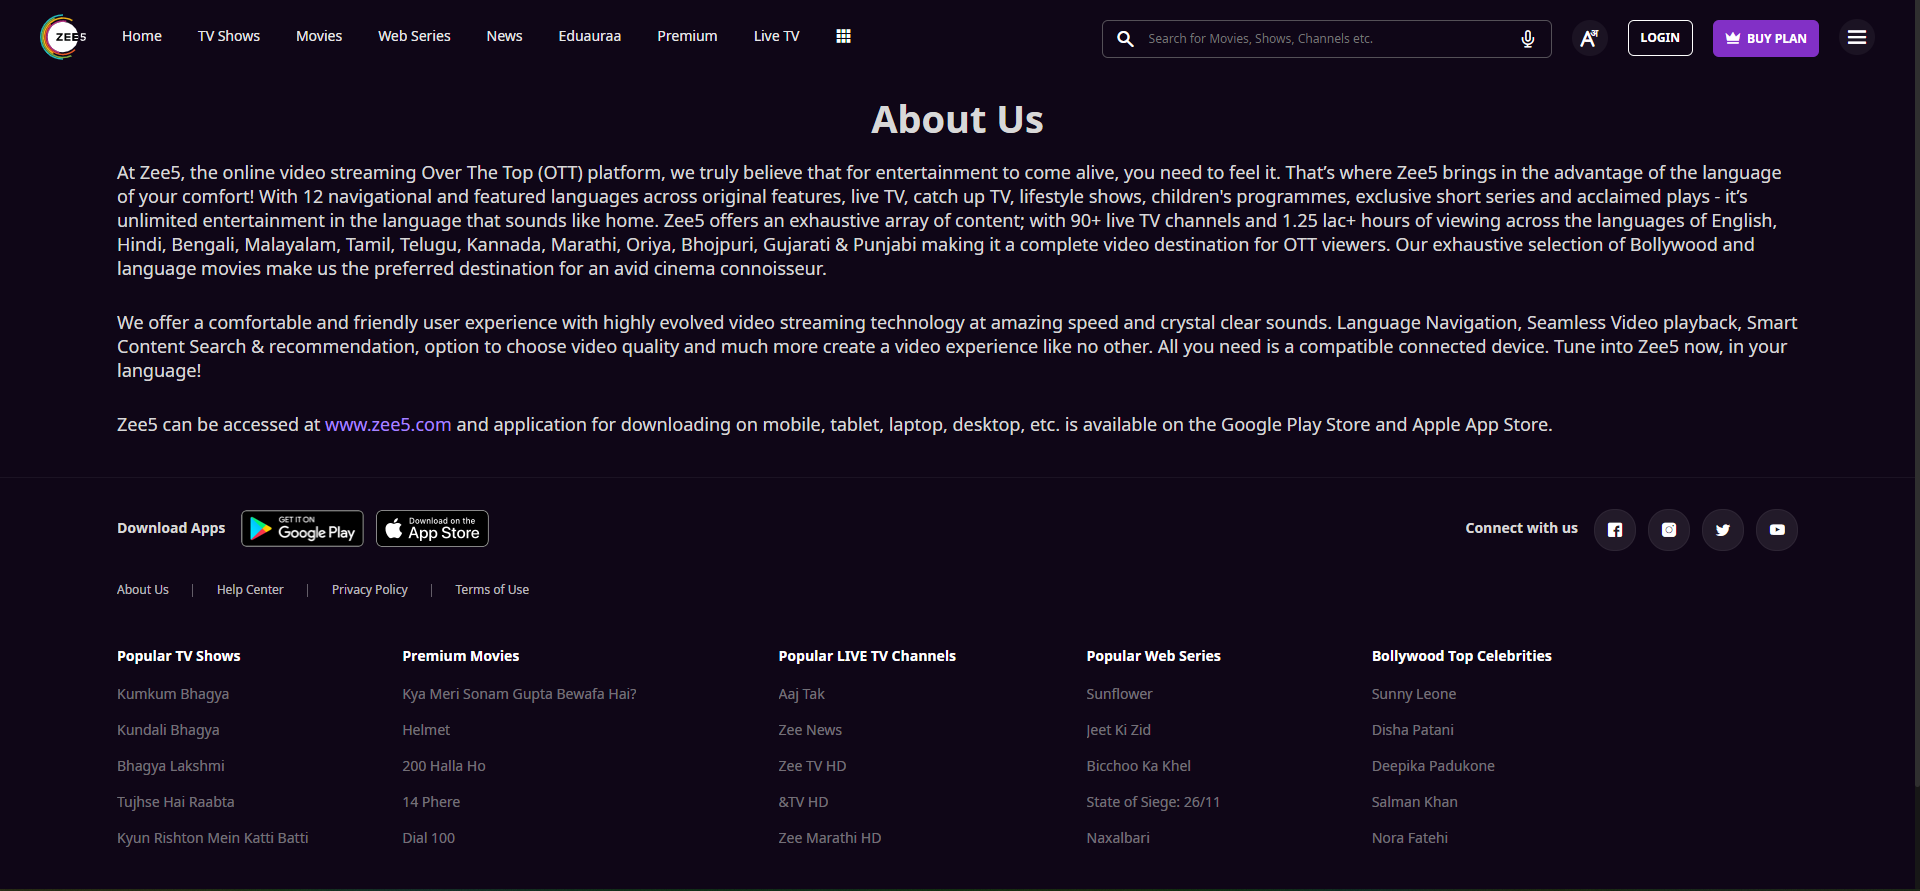 ZEE5
Home
TV Shows
Movies
Web Series
News
Eduauraa
Premium
Live TV
Search for Movies, Shows, Channels etc.
A अ
LOGIN
BUY PLAN
About Us
At Zee5, the online video streaming Over The Top (OTT) platform, we truly believe that for entertainment to come alive, you need to feel it. That’s where Zee5 brings in the advantage of the language
of your comfort! With 12 navigational and featured languages across original features, live TV, catch up TV, lifestyle shows, children's programmes, exclusive short series and acclaimed plays - it’s
unlimited entertainment in the language that sounds like home. Zee5 offers an exhaustive array of content; with 90+ live TV channels and 1.25 lac+ hours of viewing across the languages of English,
Hindi, Bengali, Malayalam, Tamil, Telugu, Kannada, Marathi, Oriya, Bhojpuri, Gujarati & Punjabi making it a complete video destination for OTT viewers. Our exhaustive selection of Bollywood and
language movies make us the preferred destination for an avid cinema connoisseur.
We offer a comfortable and friendly user experience with highly evolved video streaming technology at amazing speed and crystal clear sounds. Language Navigation, Seamless Video playback, Smart
Content Search & recommendation, option to choose video quality and much more create a video experience like no other. All you need is a compatible connected device. Tune into Zee5 now, in your
language!
Zee5 can be accessed at www.zee5.com and application for downloading on mobile, tablet, laptop, desktop, etc. is available on the Google Play Store and Apple App Store.
Download Apps
GET IT ON
Google Play
Download on the
App Store
Connect with us
About Us | Help Center | Privacy Policy | Terms of Use
Popular TV Shows
Kumkum Bhagya
Kundali Bhagya
Bhagya Lakshmi
Tujhse Hai Raabta
Kyun Rishton Mein Katti Batti
Premium Movies
Kya Meri Sonam Gupta Bewafa Hai?
Helmet
200 Halla Ho
14 Phere
Dial 100
Popular LIVE TV Channels
Aaj Tak
Zee News
Zee TV HD
&TV HD
Zee Marathi HD
Popular Web Series
Sunflower
Jeet Ki Zid
Bicchoo Ka Khel
State of Siege: 26/11
Naxalbari
Bollywood Top Celebrities
Sunny Leone
Disha Patani
Deepika Padukone
Salman Khan
Nora Fatehi